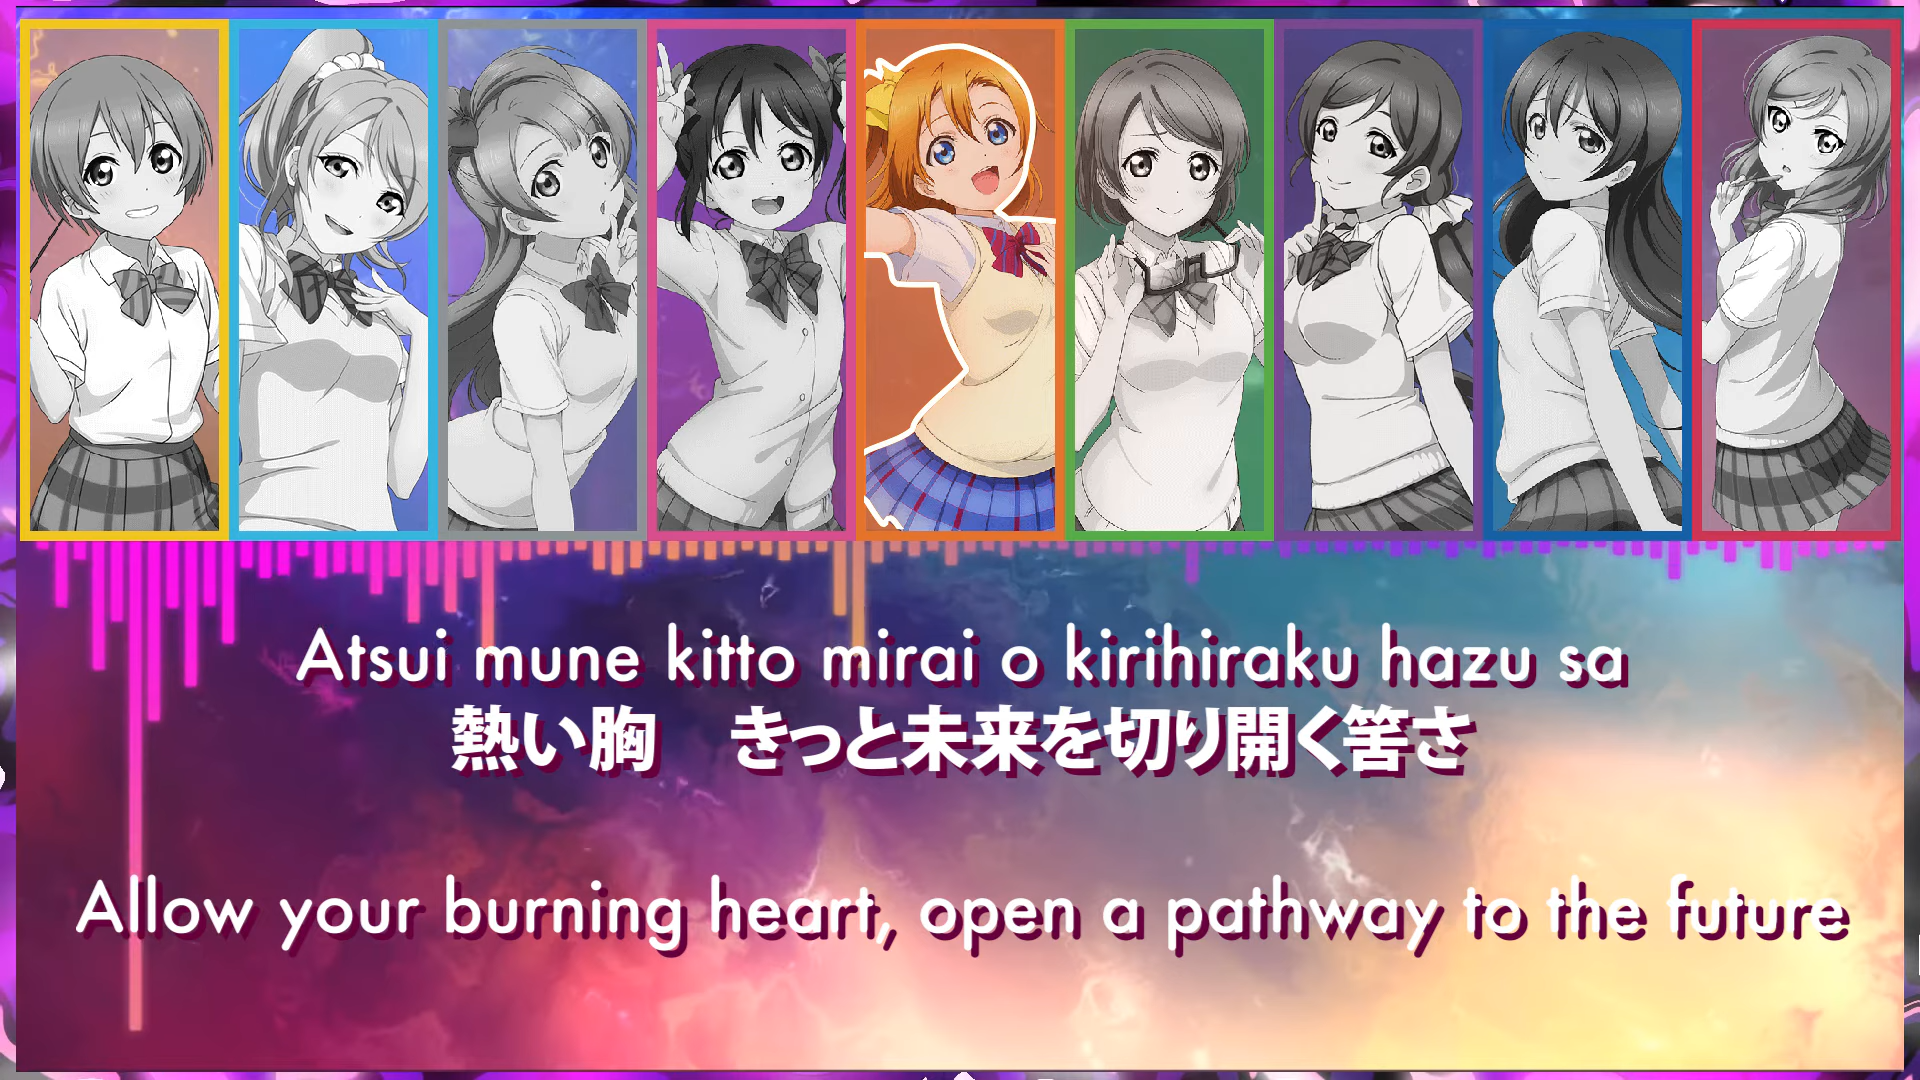 Atsui mune kitto mirai o kirihiraku hazu sa
熱い胸　きっと未来を切り開く筈さ
Allow your burning heart, open a pathway to the future